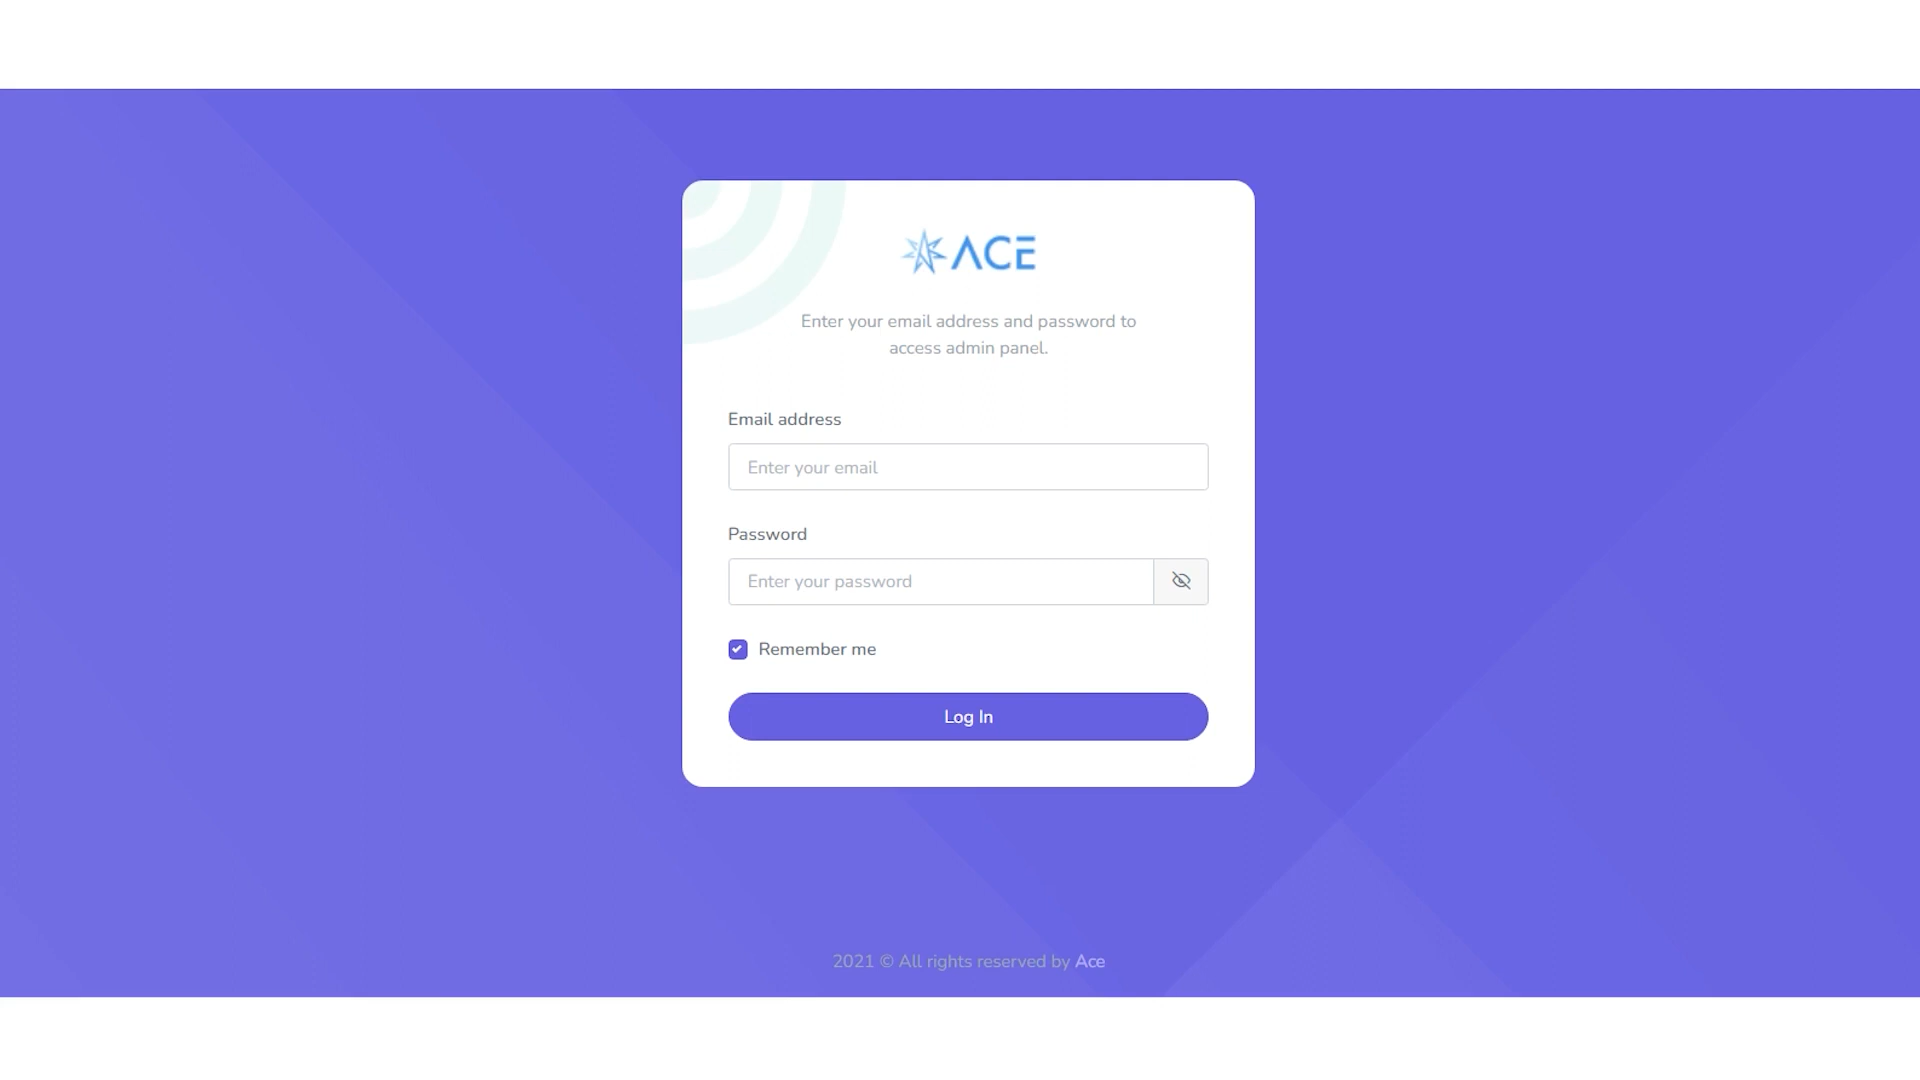 ACE
Enter your email address and password to
access admin panel.
Email address
Enter your email
Password
Enter your password
Remember me
Log In
2021 © All rights reserved by Ace